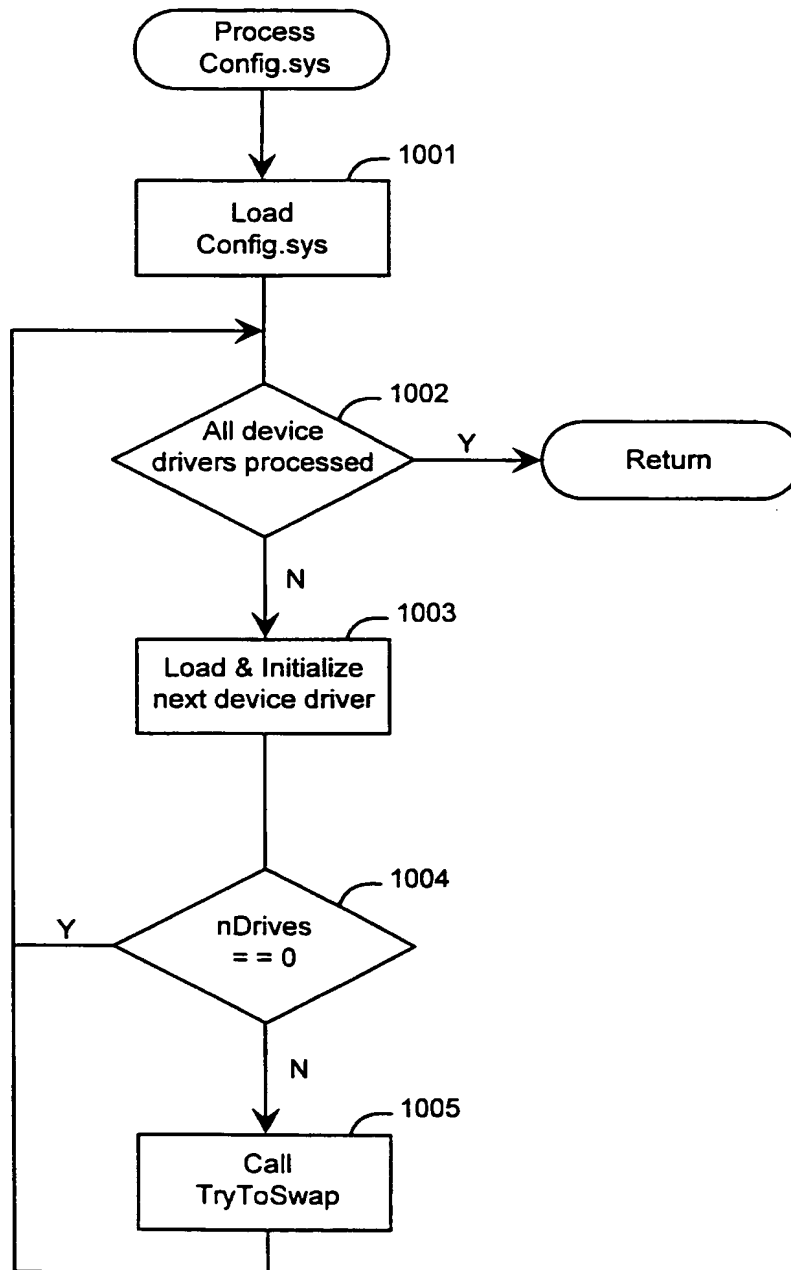 Process
Config.sys
1001
Load
Config.sys
1002
All device
drivers processed
Y
Return
N
1003
Load & Initialize
next device driver
1004
Y
nDrives
= = 0
N
1005
Call
TryToSwap